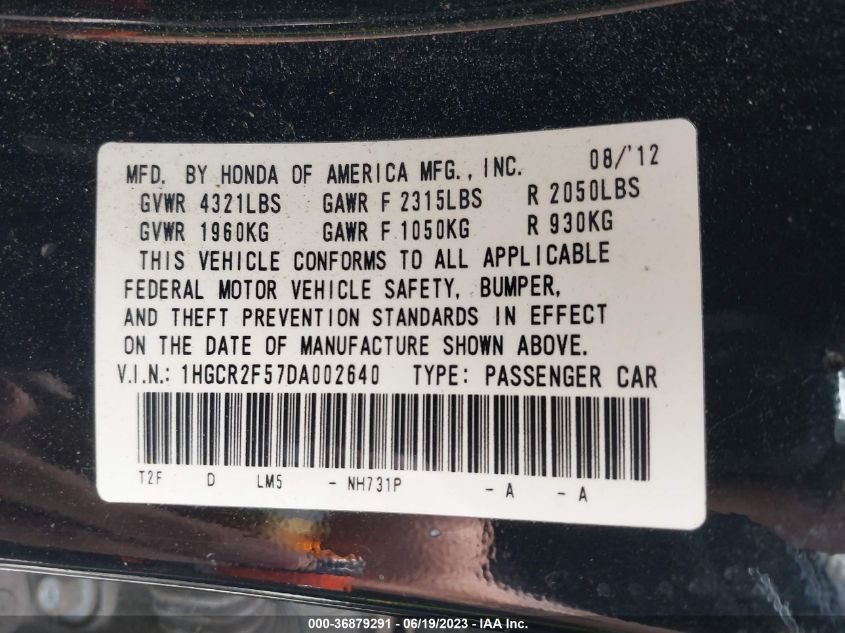 MFD. BY HONDA OF AMERICA MFG., INC. 08/'12
GVWR 4321LBS GAWR F 2315LBS R 2050LBS
GVWR 1960KG GAWR F 1050KG R 930KG
THIS VEHICLE CONFORMS TO ALL APPLICABLE
FEDERAL MOTOR VEHICLE SAFETY, BUMPER,
AND THEFT PREVENTION STANDARDS IN EFFECT
ON THE DATE OF MANUFACTURE SHOWN ABOVE.
V.I.N.: 1HGCR2F57DA002640 TYPE: PASSENGER CAR
T2F D LM5 - NH731P - A - A
000-36879291 - 06/19/2023 - © IAA, Inc.